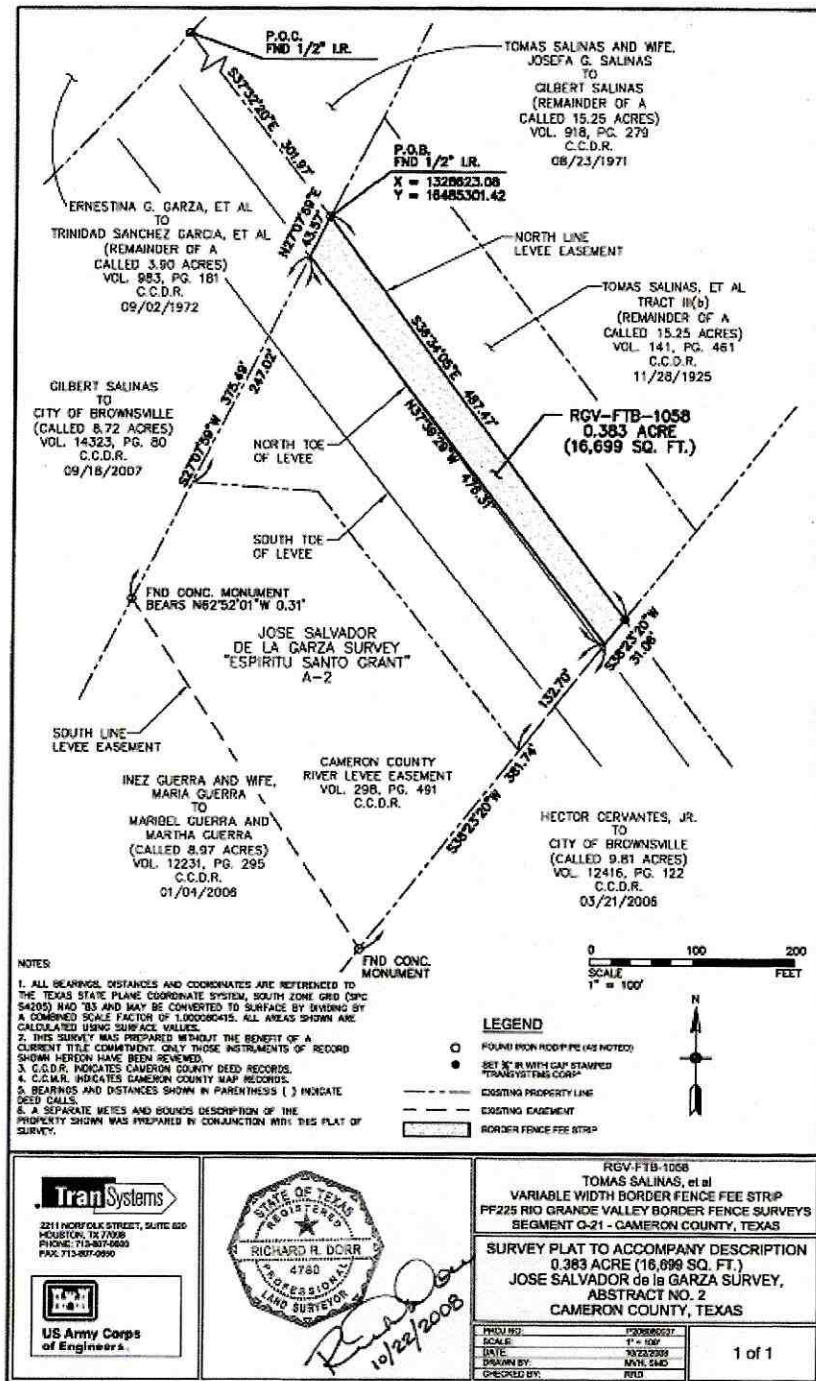 P.O.C.
FND 1/2" I.R.
S37°32'20"E 301.97'
TOMAS SALINAS AND WIFE,
JOSEFA G. SALINAS
TO
GILBERT SALINAS
(REMAINDER OF A
CALLED 15.25 ACRES)
VOL. 918, PG. 279
C.C.D.R.
08/23/1971
P.O.B.
FND 1/2" I.R.
X = 1328623.08
Y = 16485301.42
ERNESTINA G. GARZA, ET AL
TO
TRINIDAD SANCHEZ GARCIA, ET AL
(REMAINDER OF A
CALLED 3.90 ACRES)
VOL. 983, PG. 181
C.C.D.R.
09/02/1972
N27°07'59"E
43.57'
NORTH LINE
LEVEE EASEMENT
TOMAS SALINAS, ET AL
TRACT III(b)
(REMAINDER OF A
CALLED 15.25 ACRES)
VOL. 141, PG. 461
C.C.D.R.
11/28/1925
S36°34'05"E 487.47'
N37°39'29"W 476.31'
RGV-FTB-1058
0.383 ACRE
(16,699 SQ. FT.)
GILBERT SALINAS
TO
CITY OF BROWNSVILLE
(CALLED 8.72 ACRES)
VOL. 14323, PG. 80
C.C.D.R.
09/18/2007
S27°07'59"W 375.49'
247.02'
NORTH TOE
OF LEVEE
SOUTH TOE
OF LEVEE
FND CONC. MONUMENT
BEARS N62°52'01"W 0.31'
JOSE SALVADOR
DE LA GARZA SURVEY
"ESPIRITU SANTO GRANT"
A-2
S38°23'20"W
31.08'
132.70'
S38°23'20"W 381.74'
SOUTH LINE
LEVEE EASEMENT
INEZ GUERRA AND WIFE,
MARIA GUERRA
TO
MARIBEL GUERRA AND
MARTHA GUERRA
(CALLED 8.97 ACRES)
VOL. 12231, PG. 295
C.C.D.R.
01/04/2006
CAMERON COUNTY
RIVER LEVEE EASEMENT
VOL. 298, PG. 491
C.C.D.R.
HECTOR CERVANTES, JR.
TO
CITY OF BROWNSVILLE
(CALLED 9.81 ACRES)
VOL. 12416, PG. 122
C.C.D.R.
03/21/2006
FND CONC.
MONUMENT
0 100 200
SCALE FEET
1" = 100'
N
NOTES:
1. ALL BEARINGS, DISTANCES AND COORDINATES ARE REFERENCED TO
THE TEXAS STATE PLANE COORDINATE SYSTEM, SOUTH ZONE GRID (SPC
S4205) NAD '83 AND MAY BE CONVERTED TO SURFACE BY DIVIDING BY
A COMBINED SCALE FACTOR OF 1.000060415. ALL AREAS SHOWN ARE
CALCULATED USING SURFACE VALUES.
2. THIS SURVEY WAS PREPARED WITHOUT THE BENEFIT OF A
CURRENT TITLE COMMITMENT. ONLY THOSE INSTRUMENTS OF RECORD
SHOWN HEREON HAVE BEEN REVIEWED.
3. C.C.D.R. INDICATES CAMERON COUNTY DEED RECORDS.
4. C.C.M.R. INDICATES CAMERON COUNTY MAP RECORDS.
5. BEARINGS AND DISTANCES SHOWN IN PARENTHESIS ( ) INDICATE
DEED CALLS.
6. A SEPARATE METES AND BOUNDS DESCRIPTION OF THE
PROPERTY SHOWN WAS PREPARED IN CONJUNCTION WITH THIS PLAT OF
SURVEY.
LEGEND
FOUND IRON ROD/PIPE (AS NOTED)
SET IR WITH CAP STAMPED
"TRANSYSTEMS CORP"
EXISTING PROPERTY LINE
EXISTING EASEMENT
BORDER FENCE FEE STRIP
TranSystems
2211 NORFOLK STREET, SUITE 620
HOUSTON, TX 77098
PHONE:
FAX:
US Army Corps
of Engineers
STATE OF TEXAS
REGISTERED
RICHARD R. DORR
4780
PROFESSIONAL
LAND SURVEYOR
10/22/2008
RGV-FTB-1058
TOMAS SALINAS, et al
VARIABLE WIDTH BORDER FENCE FEE STRIP
PF225 RIO GRANDE VALLEY BORDER FENCE SURVEYS
SEGMENT O-21 - CAMERON COUNTY, TEXAS
SURVEY PLAT TO ACCOMPANY DESCRIPTION
0.383 ACRE (16,699 SQ. FT.)
JOSE SALVADOR de la GARZA SURVEY,
ABSTRACT NO. 2
CAMERON COUNTY, TEXAS
PROJ NO:
SCALE: 1" = 100'
DATE: 10/22/2008
DRAWN BY: MVH, SMD
CHECKED BY: RRD
1 of 1